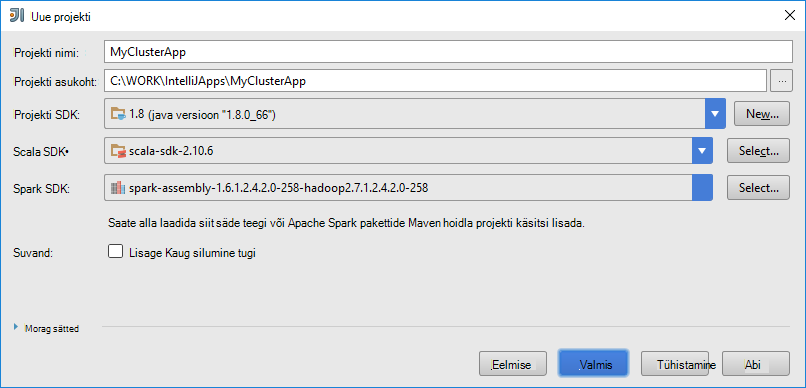 Uue projekti
Projekti nimi: MyClusterApp
Projekti asukoht: C:\WORK\IntelliJApps\MyClusterApp ...
Projekti SDK: 1.8 (java versioon "1.8.0_66") New...
Scala SDK• scala-sdk-2.10.6 Select...
Spark SDK: spark-assembly-1.6.1.2.4.2.0-258-hadoop2.7.1.2.4.2.0-258 Select...
Saate alla laadida siit säde teegi või Apache Spark pakettide Maven hoidla projekti käsitsi lisada.
Suvand: Lisage Kaug silumine tugi
Morag sätted
Eelmise Valmis Tühistamine Abi